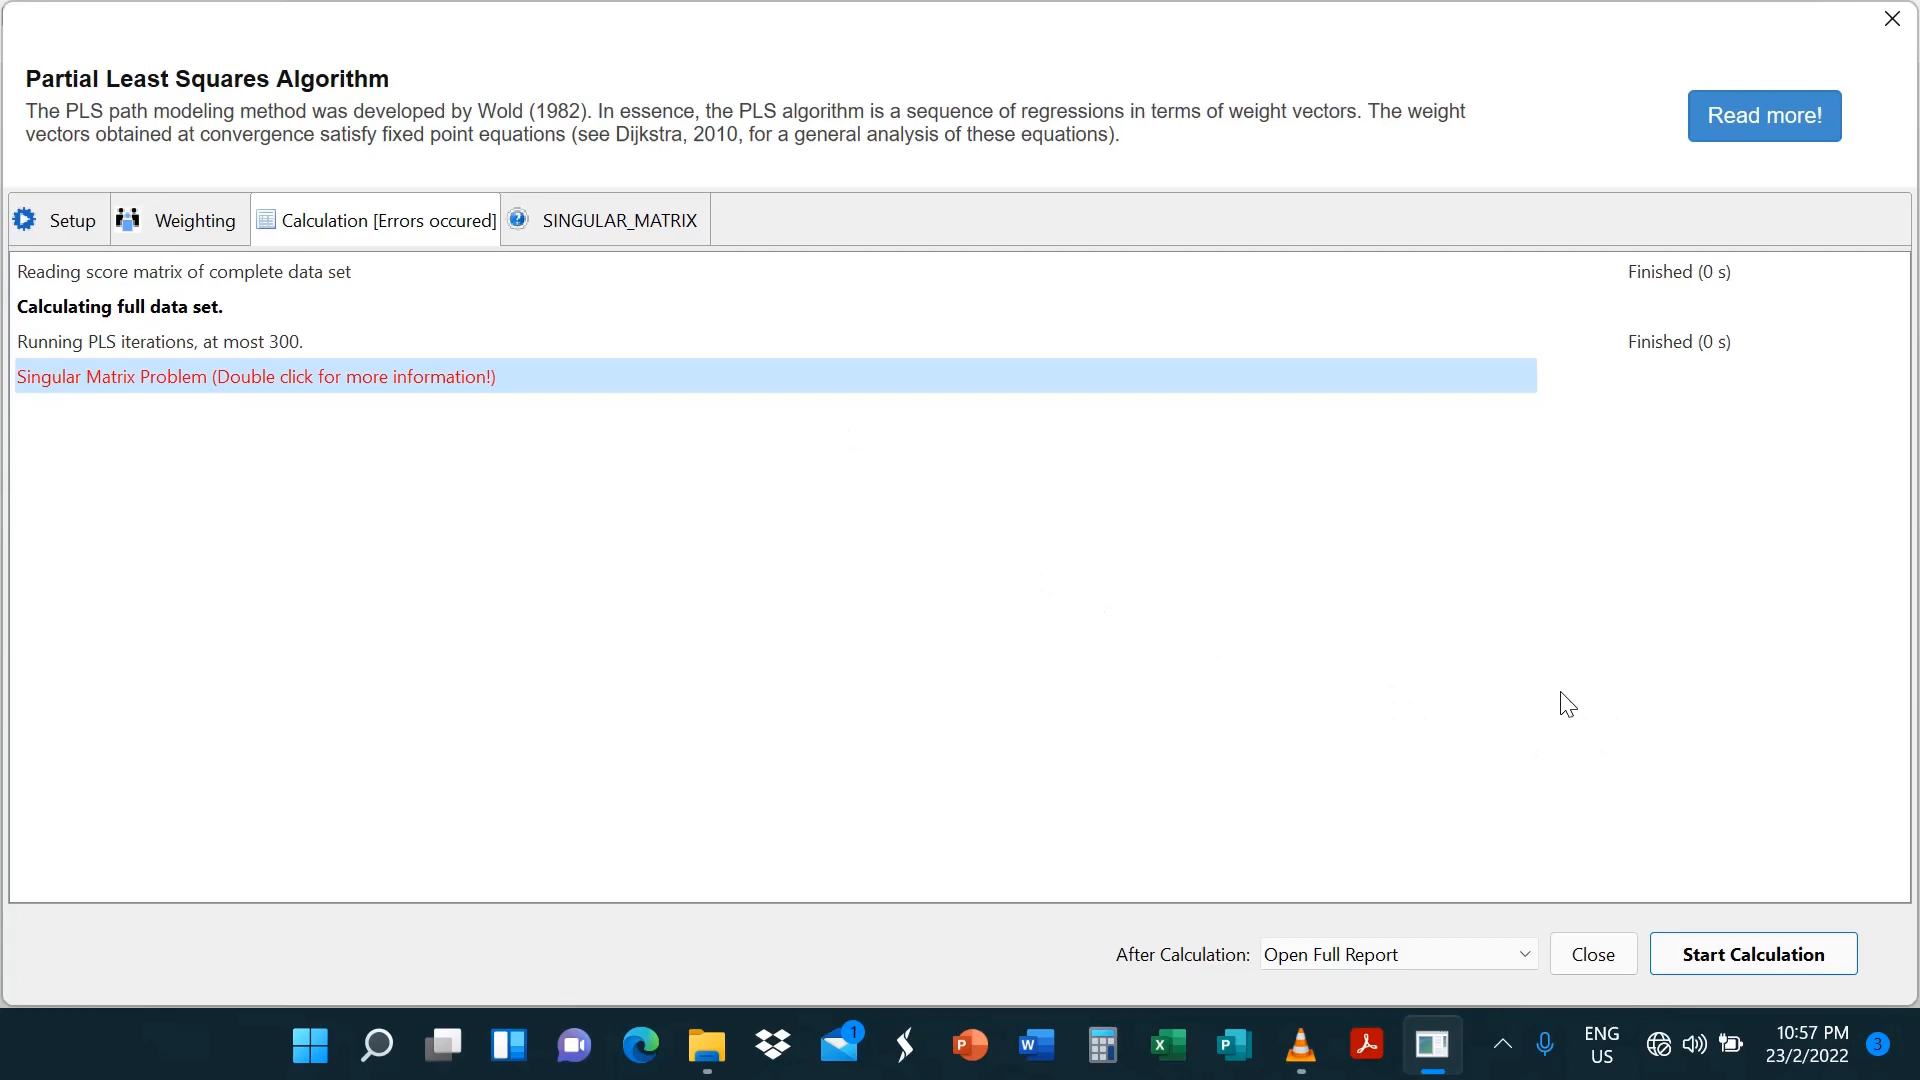 Partial Least Squares Algorithm
The PLS path modeling method was developed by Wold (1982). In essence, the PLS algorithm is a sequence of regressions in terms of weight vectors. The weight
vectors obtained at convergence satisfy fixed point equations (see Dijkstra, 2010, for a general analysis of these equations).
Read more!
Setup
Weighting
Calculation [Errors occured]
SINGULAR_MATRIX
Reading score matrix of complete data set
Finished (0 s)
Calculating full data set.
Running PLS iterations, at most 300.
Finished (0 s)
Singular Matrix Problem (Double click for more information!)
After Calculation:
Open Full Report
Close
Start Calculation
1
P
W
X
P
ENG
US
10:57 PM
23/2/2022
3